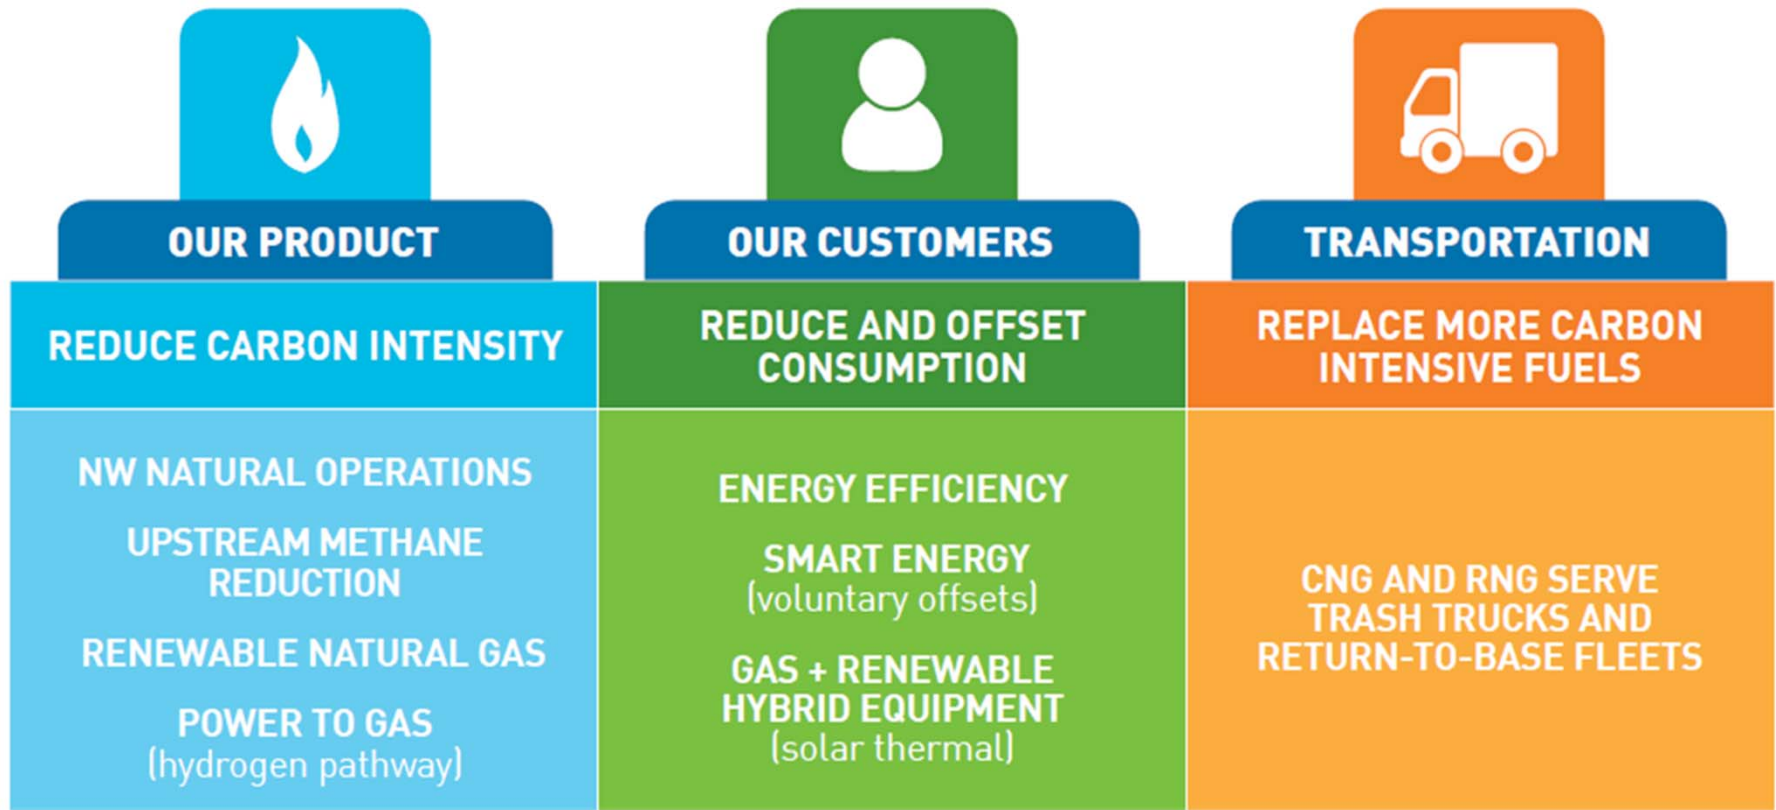 OUR PRODUCT
REDUCE CARBON INTENSITY
NW NATURAL OPERATIONS
UPSTREAM METHANE
REDUCTION
RENEWABLE NATURAL GAS
POWER TO GAS
(hydrogen pathway)
OUR CUSTOMERS
REDUCE AND OFFSET
CONSUMPTION
ENERGY EFFICIENCY
SMART ENERGY
(voluntary offsets)
GAS + RENEWABLE
HYBRID EQUIPMENT
(solar thermal)
TRANSPORTATION
REPLACE MORE CARBON
INTENSIVE FUELS
CNG AND RNG SERVE
TRASH TRUCKS AND
RETURN-TO-BASE FLEETS